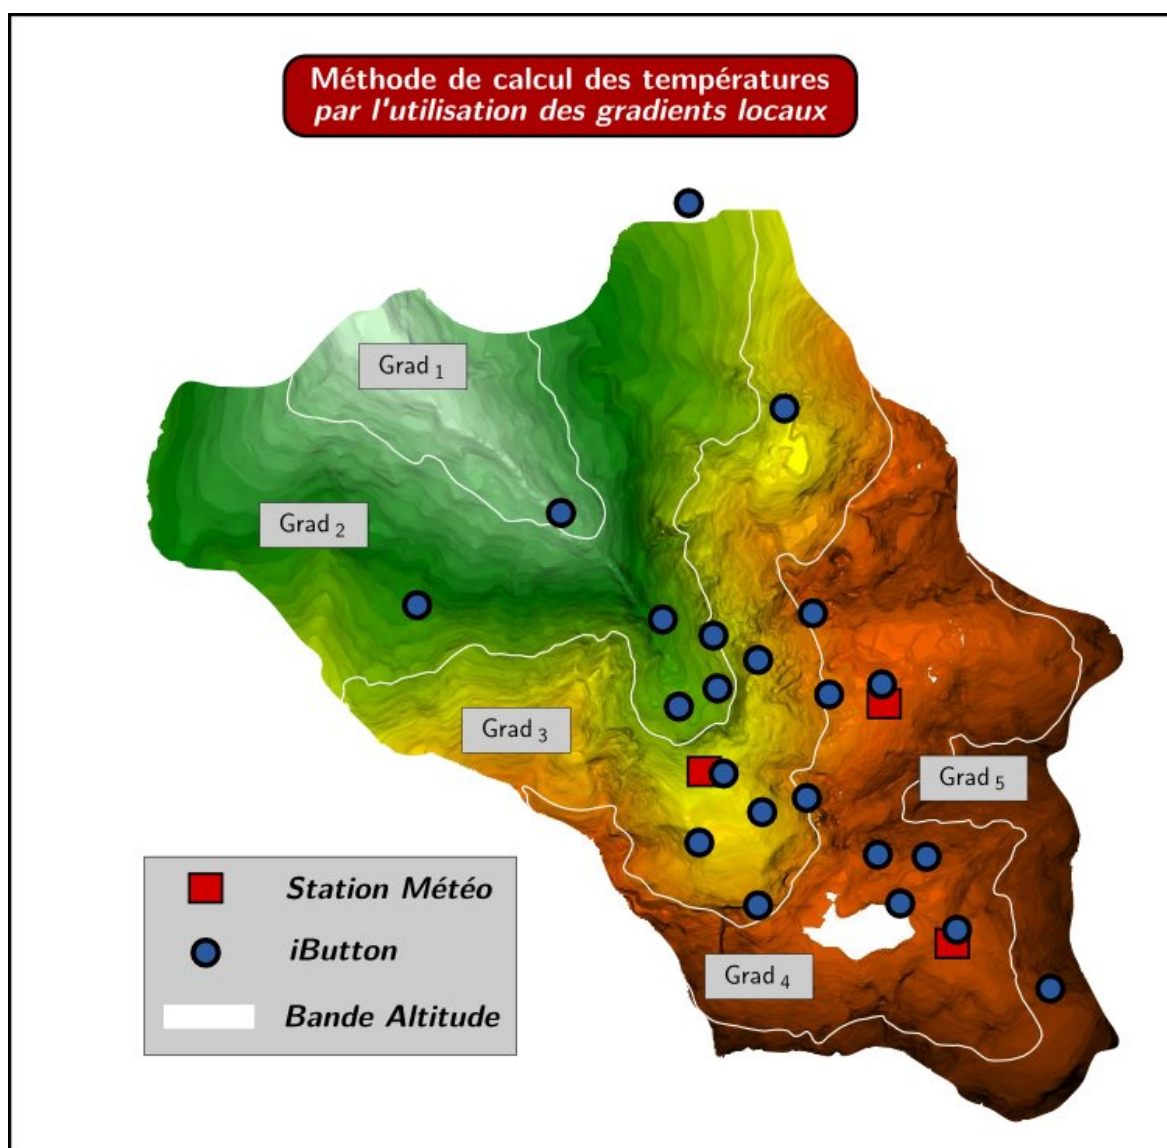 Méthode de calcul des températures
par l'utilisation des gradients locaux
Grad 1
Grad 2
Grad 3
Grad 5
Grad 4
Station Météo
iButton
Bande Altitude